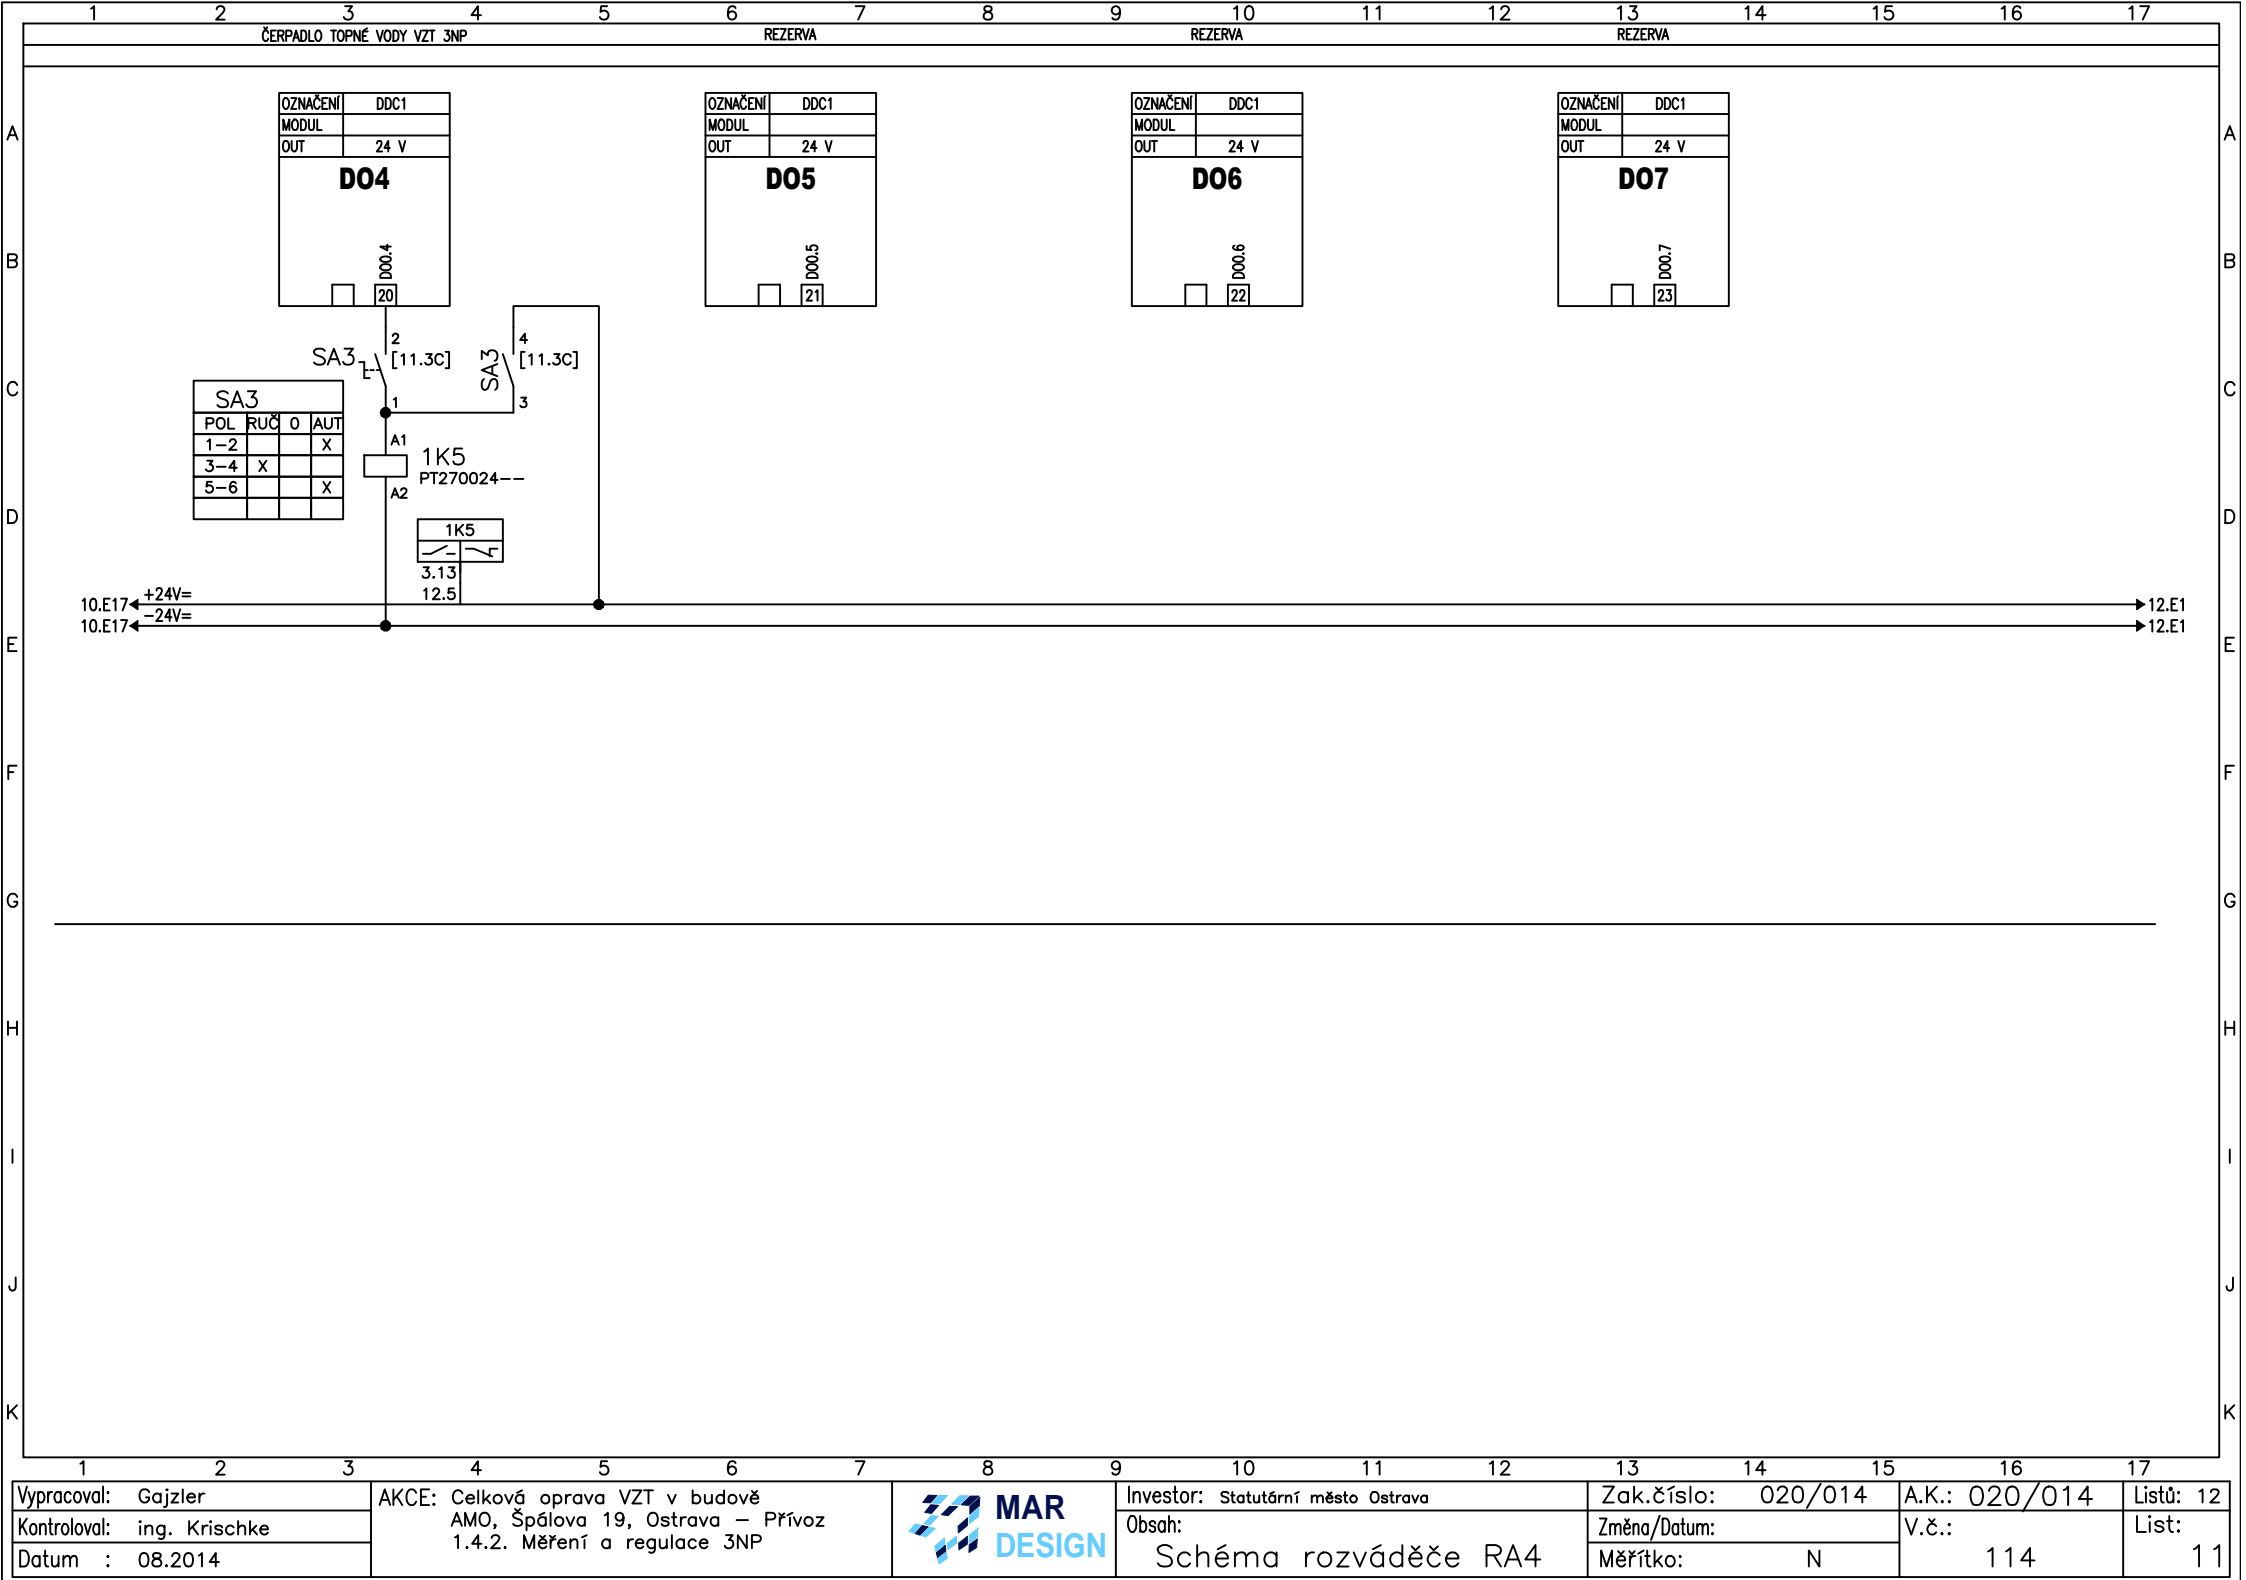 1 2 3 4 5 6 7 8 9 10 11 12 13 14 15 16 17
ČERPADLO TOPNÉ VODY VZT 3NP REZERVA REZERVA REZERVA
OZNAČENÍ DDC1 OZNAČENÍ DDC1 OZNAČENÍ DDC1 OZNAČENÍ DDC1
A MODUL MODUL MODUL MODUL A
OUT 24 V OUT 24 V OUT 24 V OUT 24 V
DO4 DO5 DO6 DO7
B DO0.4 DO0.5 DO0.6 DO0.7 B
20 21 22 23
2 4
SA3 [11.3C] SA3 [11.3C]
C C
1 3
SA3
POL RUČ 0 AUT
1-2 X
3-4 X
5-6 X
A1
1K5
PT270024--
A2
D D
1K5
3.13
12.5
10.E17 +24V= 12.E1
10.E17 -24V= 12.E1
E E
F F
G G
H H
I I
J J
K K
1 2 3 4 5 6 7 8 9 10 11 12 13 14 15 16 17
Vypracoval: Gajzler
Kontroloval: ing. Krischke
Datum : 08.2014
AKCE: Celková oprava VZT v budově
AMO, Špálova 19, Ostrava – Přívoz
1.4.2. Měření a regulace 3NP
MAR
DESIGN
Investor: Statutární město Ostrava
Obsah:
Schéma rozváděče RA4
Zak.číslo: 020/014
Změna/Datum:
Měřítko: N
A.K.: 020/014
V.č.:
114
Listů: 12
List:
11